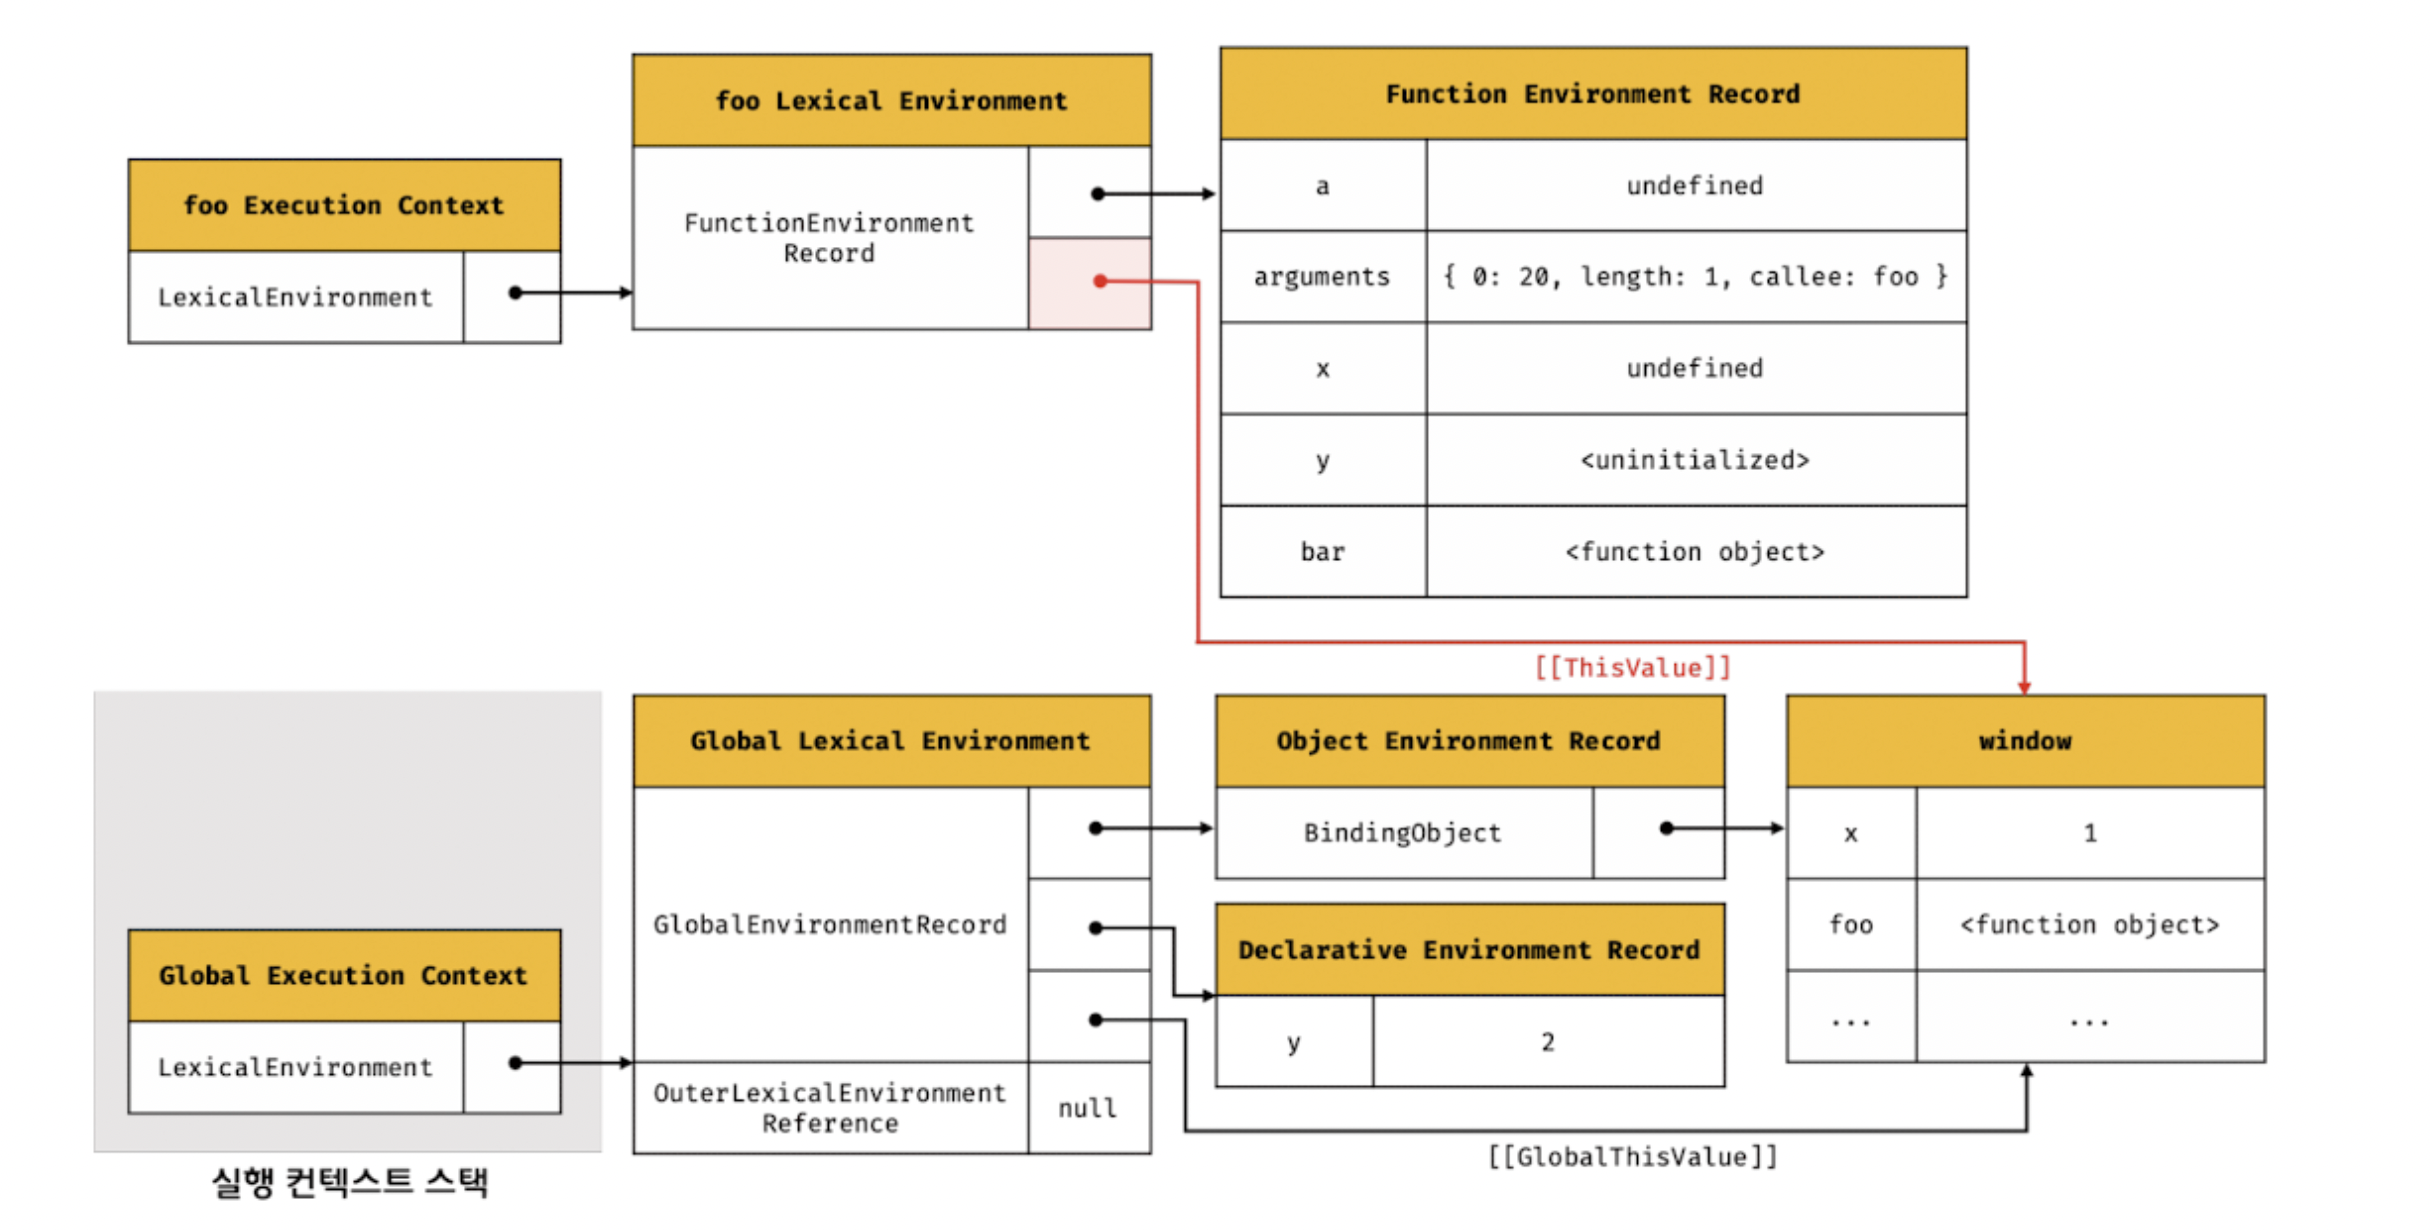 foo Execution Context
LexicalEnvironment
foo Lexical Environment
FunctionEnvironment
Record
Function Environment Record
a undefined
arguments { 0: 20, length: 1, callee: foo }
x undefined
y <uninitialized>
bar <function object>
[[ThisValue]]
Global Execution Context
LexicalEnvironment
실행 컨텍스트 스택
Global Lexical Environment
GlobalEnvironmentRecord
OuterLexicalEnvironment
Reference
null
Object Environment Record
BindingObject
Declarative Environment Record
y 2
window
x 1
foo <function object>
... ...
[[GlobalThisValue]]